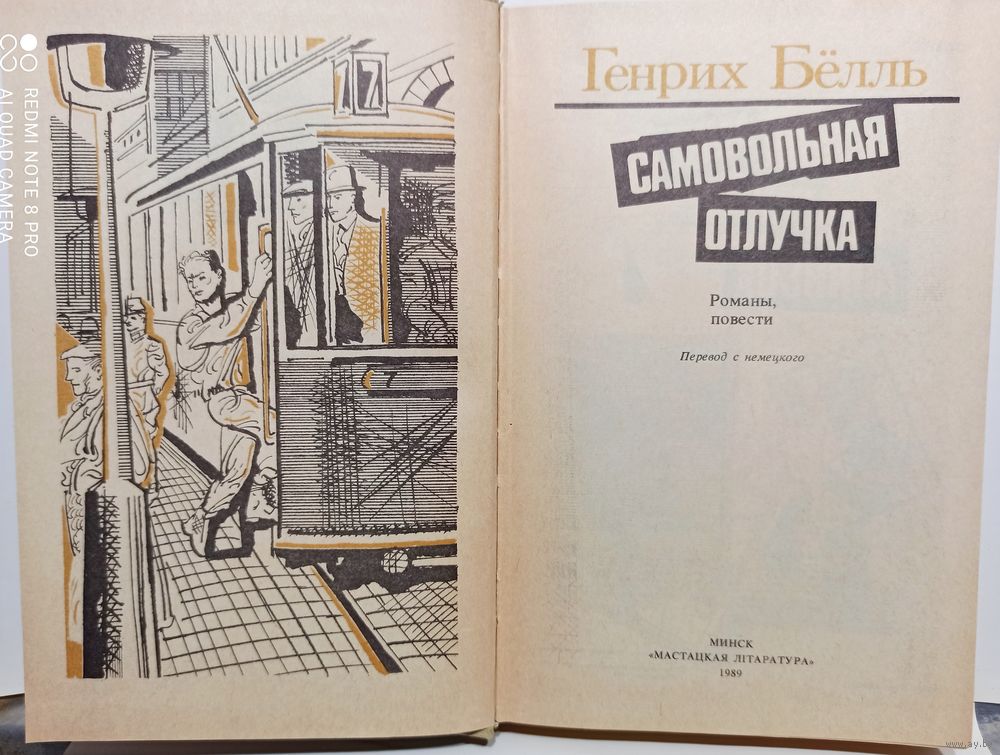 REDMI NOTE 8 PRO
AI QUAD CAMERA
17
7
Генрих Бёлль
САМОВОЛЬНАЯ
ОТЛУЧКА
Романы,
повести
Перевод с немецкого
МИНСК
«МАСТАЦКАЯ ЛІТАРАТУРА»
1989